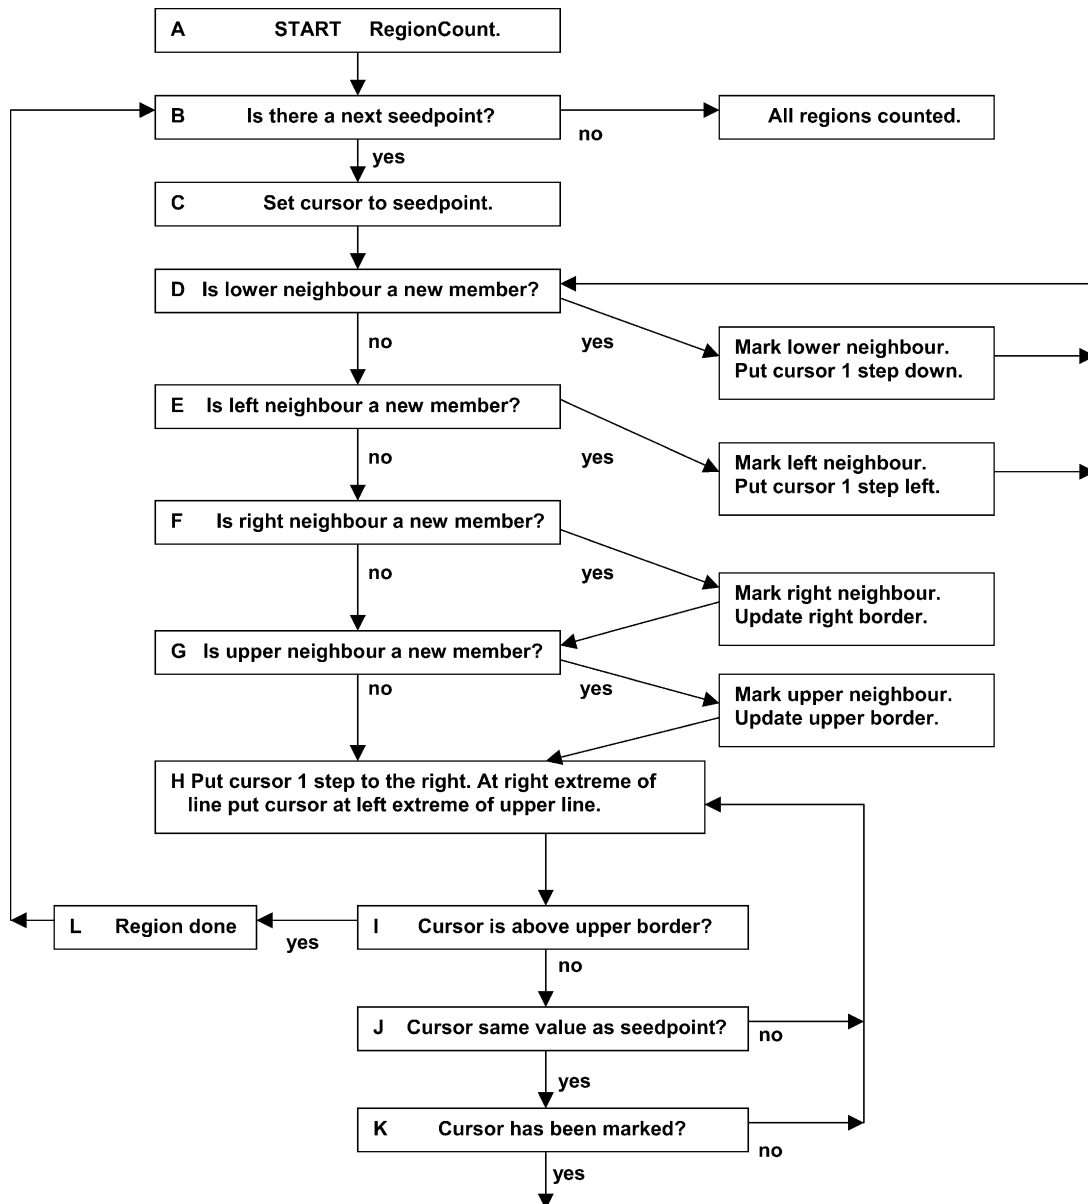 A START RegionCount.
B Is there a next seedpoint?
no
All regions counted.
yes
C Set cursor to seedpoint.
D Is lower neighbour a new member?
no
yes
Mark lower neighbour.
Put cursor 1 step down.
E Is left neighbour a new member?
no
yes
Mark left neighbour.
Put cursor 1 step left.
F Is right neighbour a new member?
no
yes
Mark right neighbour.
Update right border.
G Is upper neighbour a new member?
no
yes
Mark upper neighbour.
Update upper border.
H Put cursor 1 step to the right. At right extreme of
line put cursor at left extreme of upper line.
L Region done
yes
I Cursor is above upper border?
no
J Cursor same value as seedpoint?
no
yes
K Cursor has been marked?
no
yes